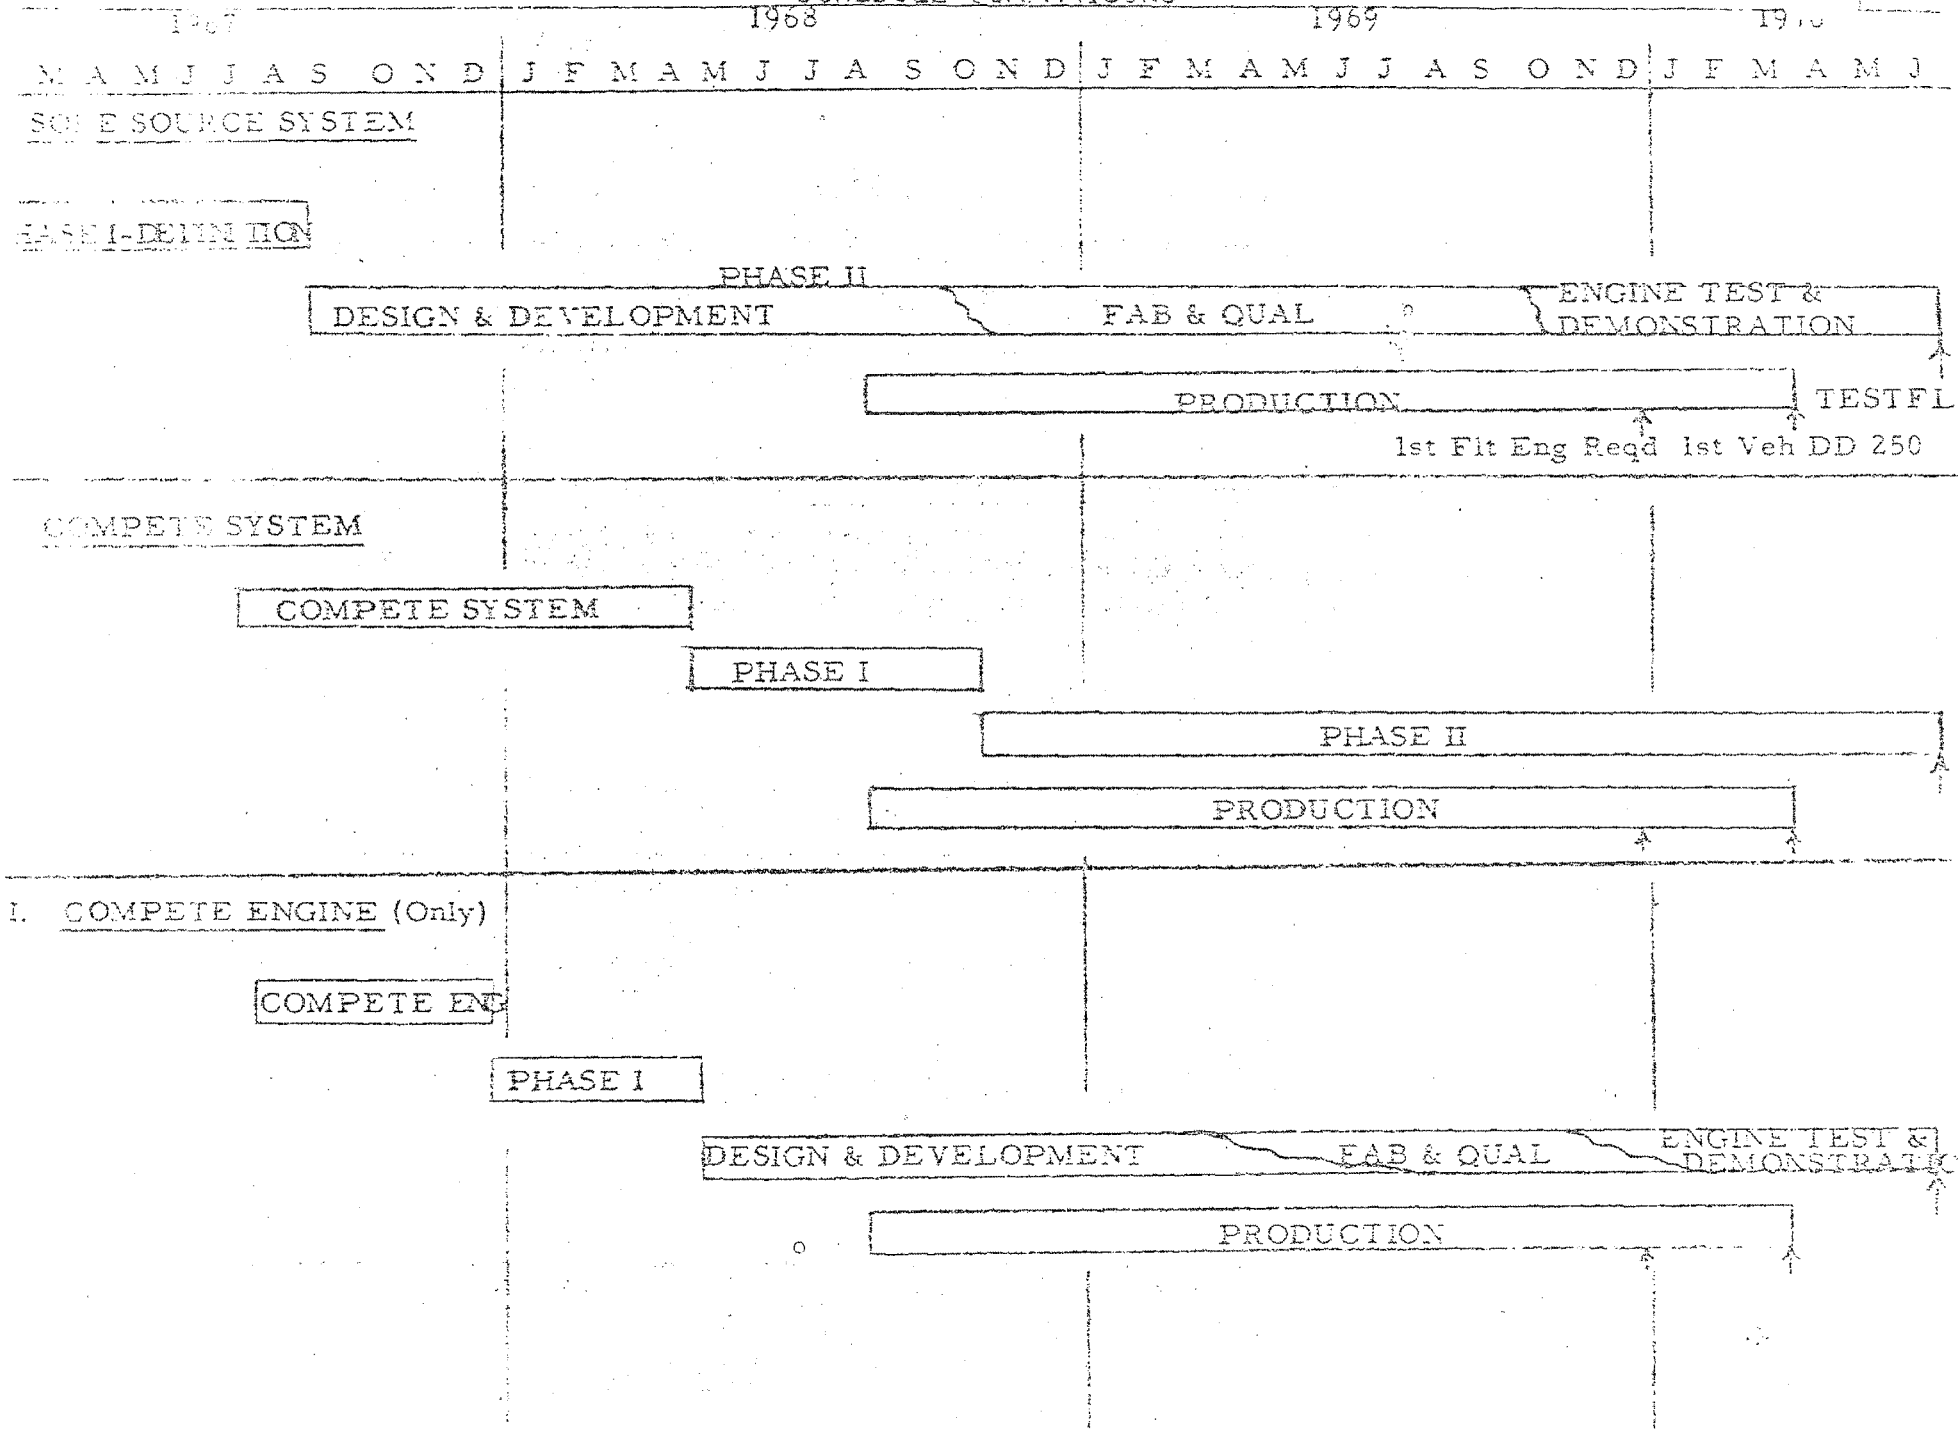 1968 1969
M A M J J A S O N D J F M A M J J A S O N D J F M A M J J A S O N D J F M A M J
SOURCE SYSTEM
PHASE II
DESIGN & DEVELOPMENT FAB & QUAL ENGINE TEST &
DEMONSTRATION
PRODUCTION TESTFL
1st Flt Eng Reqd 1st Veh DD 250
COMPETE SYSTEM
COMPETE SYSTEM
PHASE I
PHASE II
PRODUCTION
I. COMPETE ENGINE (Only)
COMPETE ENG
PHASE I
DESIGN & DEVELOPMENT FAB & QUAL ENGINE TEST &
DEMONSTRATIO
PRODUCTION